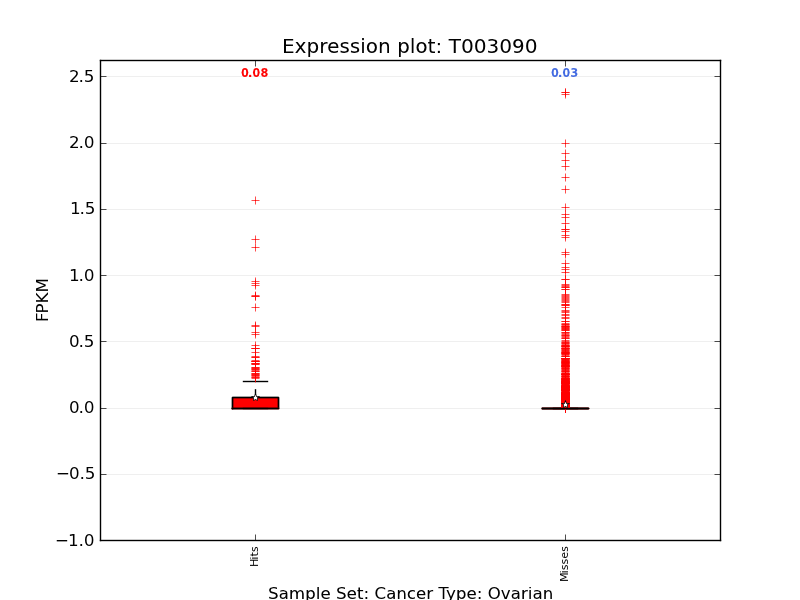 Expression plot: T003090
0.08
0.03
2.5
2.0
1.5
1.0
0.5
0.0
−0.5
−1.0
FPKM
Hits
Misses
Sample Set: Cancer Type: Ovarian